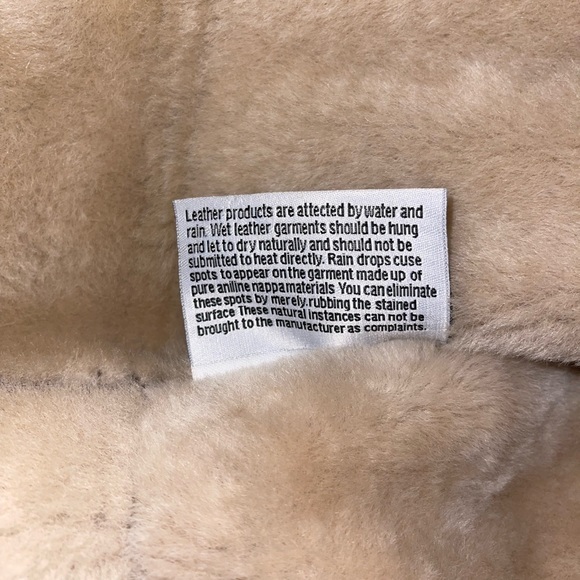 Leather products are attected by water and
rain. Wet leather garments should be hung
and let to dry naturally and should not be
submitted to heat directly. Rain drops cuse
spots to appear on the garment made up of
pure aniline nappa materials You can eliminate
these spots by merely.rubbing the stained
surface These natural instances can not be
brought to the manufacturer as complaints.